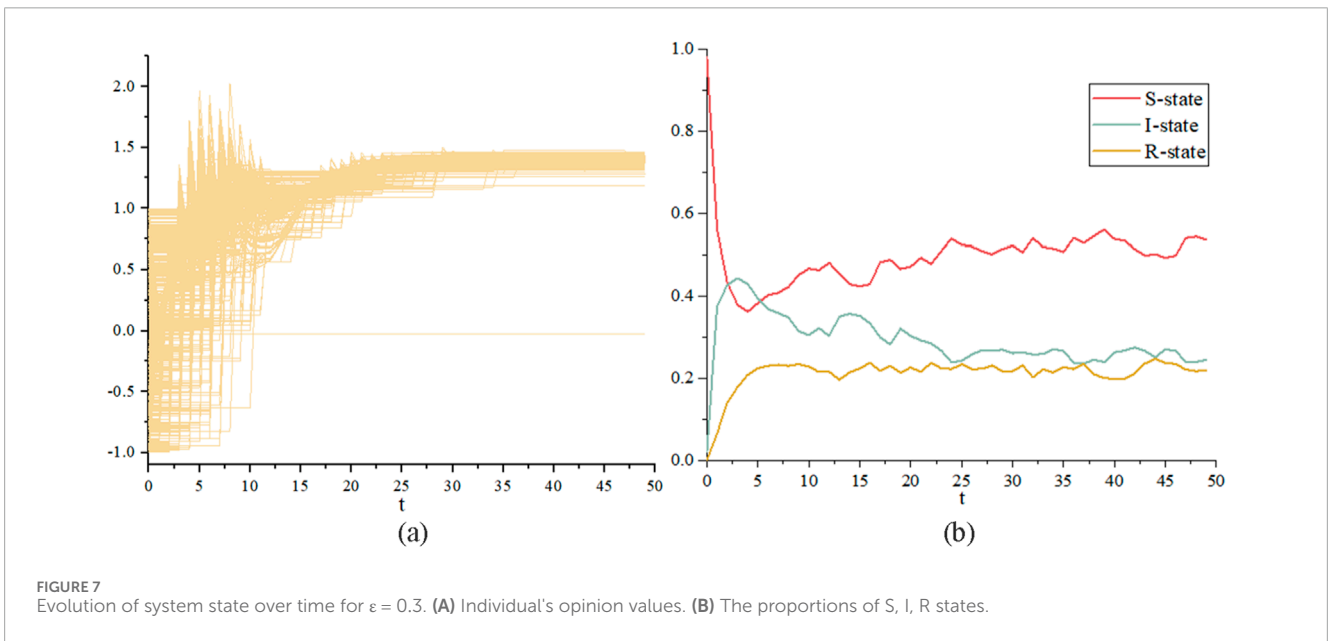 2.0
1.5
1.0
0.5
0.0
-0.5
-1.0
0 5 10 15 20 25 30 35 40 45 50
t
(a)
1.0
0.8
0.6
0.4
0.2
0.0
0 5 10 15 20 25 30 35 40 45 50
t
S-state
I-state
R-state
(b)
FIGURE 7
Evolution of system state over time for ε = 0.3. (A) Individual's opinion values. (B) The proportions of S, I, R states.